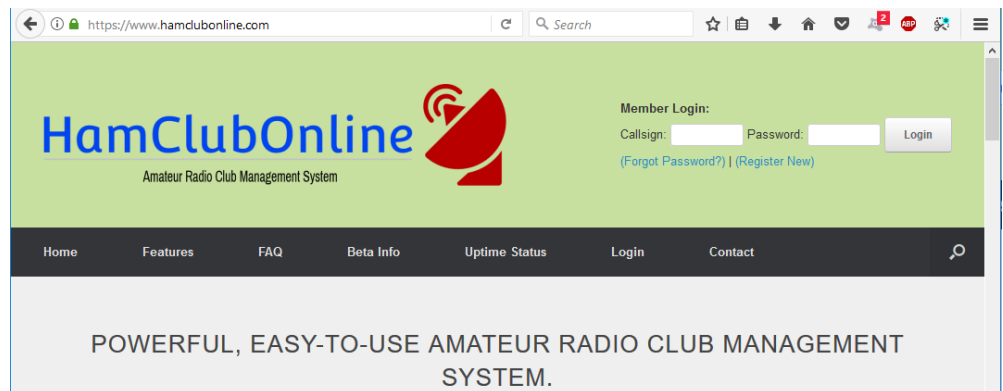 https://www.hamclubonline.com
Search
2
ABP
HamClubOnline
Amateur Radio Club Management System
Member Login:
Callsign: Password: Login
(Forgot Password?) | (Register New)
Home Features FAQ Beta Info Uptime Status Login Contact
POWERFUL, EASY-TO-USE AMATEUR RADIO CLUB MANAGEMENT
SYSTEM.